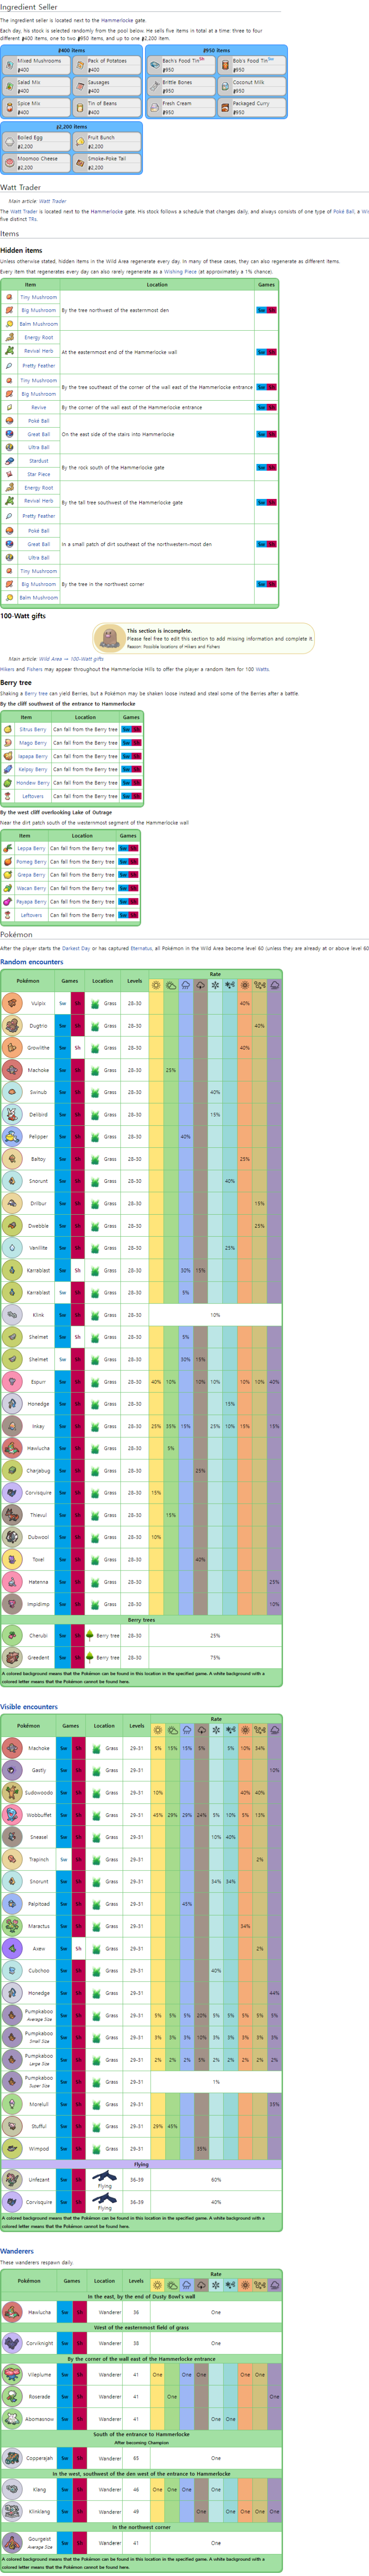 Ingredient Seller
The ingredient seller is located next to the Hammerlocke gate.
Each day, his stock is selected randomly from the pool below. He sells five items in total at a time: three to four
different ₽400 items, one to two ₽950 items, and up to one ₽2,200 item.
₽400 items
Mixed Mushrooms ₽400 Pack of Potatoes ₽400
Salad Mix ₽400 Sausages ₽400
Spice Mix ₽400 Tin of Beans ₽400
₽950 items
Bach's Food Tin Sh ₽950 Bob's Food Tin Sw ₽950
Brittle Bones ₽950 Coconut Milk ₽950
Fresh Cream ₽950 Packaged Curry ₽950
₽2,200 items
Boiled Egg ₽2,200 Fruit Bunch ₽2,200
Moomoo Cheese ₽2,200 Smoke-Poke Tail ₽2,200
Watt Trader
Main article: Watt Trader
The Watt Trader is located next to the Hammerlocke gate. His stock follows a schedule that changes daily, and always consists of one type of Poké Ball, a Wi
five distinct TRs.
Items
Hidden items
Unless otherwise stated, hidden items in the Wild Area regenerate every day. In many of these cases, they can also regenerate as different items.
Every item that regenerates every day can also rarely regenerate as a Wishing Piece (at approximately a 1% chance).
Item Location Games
Tiny Mushroom
Big Mushroom By the tree northwest of the easternmost den Sw Sh
Balm Mushroom
Energy Root
Revival Herb At the easternmost end of the Hammerlocke wall Sw Sh
Pretty Feather
Tiny Mushroom
By the tree southeast of the corner of the wall east of the Hammerlocke entrance Sw Sh
Big Mushroom
Revive By the corner of the wall east of the Hammerlocke entrance Sw Sh
Poké Ball
Great Ball On the east side of the stairs into Hammerlocke Sw Sh
Ultra Ball
Stardust
By the rock south of the Hammerlocke gate Sw Sh
Star Piece
Energy Root
Revival Herb By the tall tree southwest of the Hammerlocke gate Sw Sh
Pretty Feather
Poké Ball
Great Ball In a small patch of dirt southeast of the northwestern-most den Sw Sh
Ultra Ball
Tiny Mushroom
Big Mushroom By the tree in the northwest corner Sw Sh
Balm Mushroom
100-Watt gifts
This section is incomplete.
Please feel free to edit this section to add missing information and complete it.
Reason: Possible locations of Hikers and Fishers
Main article: Wild Area → 100-Watt gifts
Hikers and Fishers may appear throughout the Hammerlocke Hills to offer the player a random item for 100 Watts.
Berry tree
Shaking a Berry tree can yield Berries, but a Pokémon may be shaken loose instead and steal some of the Berries after a battle.
By the cliff southwest of the entrance to Hammerlocke
Item Location Games
Sitrus Berry Can fall from the Berry tree Sw Sh
Mago Berry Can fall from the Berry tree Sw Sh
Iapapa Berry Can fall from the Berry tree Sw Sh
Kelpsy Berry Can fall from the Berry tree Sw Sh
Hondew Berry Can fall from the Berry tree Sw Sh
Leftovers Can fall from the Berry tree Sw Sh
By the west cliff overlooking Lake of Outrage
Near the dirt patch south of the westernmost segment of the Hammerlocke wall
Item Location Games
Leppa Berry Can fall from the Berry tree Sw Sh
Pomeg Berry Can fall from the Berry tree Sw Sh
Grepa Berry Can fall from the Berry tree Sw Sh
Wacan Berry Can fall from the Berry tree Sw Sh
Payapa Berry Can fall from the Berry tree Sw Sh
Leftovers Can fall from the Berry tree Sw Sh
Pokémon
After the player starts the Darkest Day or has captured Eternatus, all Pokémon in the Wild Area become level 60 (unless they are already at or above level 60
Random encounters
Pokémon Games Location Levels Rate
Vulpix Sw Sh Grass 28-30 40%
Dugtrio Sw Sh Grass 28-30 40%
Growlithe Sw Sh Grass 28-30 40%
Machoke Sw Sh Grass 28-30 25%
Swinub Sw Sh Grass 28-30 40%
Delibird Sw Sh Grass 28-30 15%
Pelipper Sw Sh Grass 28-30 40%
Baltoy Sw Sh Grass 28-30 25%
Snorunt Sw Sh Grass 28-30 40%
Drilbur Sw Sh Grass 28-30 15%
Dwebble Sw Sh Grass 28-30 25%
Vanillite Sw Sh Grass 28-30 25%
Karrablast Sw Sh Grass 28-30 30% 15%
Karrablast Sw Sh Grass 28-30 5%
Klink Sw Sh Grass 28-30 10%
Shelmet Sw Sh Grass 28-30 5%
Shelmet Sw Sh Grass 28-30 30% 15%
Espurr Sw Sh Grass 28-30 40% 10% 10% 10% 10% 10% 10% 40%
Honedge Sw Sh Grass 28-30 15%
Inkay Sw Sh Grass 28-30 25% 35% 15% 25% 10% 15% 15%
Hawlucha Sw Sh Grass 28-30 5%
Charjabug Sw Sh Grass 28-30 25%
Corvisquire Sw Sh Grass 28-30 15%
Thievul Sw Sh Grass 28-30 15%
Dubwool Sw Sh Grass 28-30 10%
Toxel Sw Sh Grass 28-30 40%
Hatenna Sw Sh Grass 28-30 25%
Impidimp Sw Sh Grass 28-30 10%
Berry trees
Cherubi Sw Sh Berry tree 28-30 25%
Greedent Sw Sh Berry tree 28-30 75%
A colored background means that the Pokémon can be found in this location in the specified game. A white background with a
colored letter means that the Pokémon cannot be found here.
Visible encounters
Pokémon Games Location Levels Rate
Machoke Sw Sh Grass 29-31 5% 15% 15% 5% 5% 10% 34%
Gastly Sw Sh Grass 29-31 10%
Sudowoodo Sw Sh Grass 29-31 10% 40% 40%
Wobbuffet Sw Sh Grass 29-31 45% 29% 29% 24% 5% 10% 5% 13%
Sneasel Sw Sh Grass 29-31 10% 40%
Trapinch Sw Sh Grass 29-31 2%
Snorunt Sw Sh Grass 29-31 34% 34%
Palpitoad Sw Sh Grass 29-31 45%
Maractus Sw Sh Grass 29-31 34%
Axew Sw Sh Grass 29-31 2%
Cubchoo Sw Sh Grass 29-31 40%
Honedge Sw Sh Grass 29-31 44%
Pumpkaboo Average Size Sw Sh Grass 29-31 5% 5% 5% 20% 5% 5% 5% 5% 5%
Pumpkaboo Small Size Sw Sh Grass 29-31 3% 3% 3% 10% 3% 3% 3% 3% 3%
Pumpkaboo Large Size Sw Sh Grass 29-31 2% 2% 2% 5% 2% 2% 2% 2% 2%
Pumpkaboo Super Size Sw Sh Grass 29-31 1%
Morelull Sw Sh Grass 29-31 35%
Stufful Sw Sh Grass 29-31 29% 45%
Wimpod Sw Sh Grass 29-31 35%
Flying
Unfezant Sw Sh Flying 36-39 60%
Corvisquire Sw Sh Flying 36-39 40%
A colored background means that the Pokémon can be found in this location in the specified game. A white background with a
colored letter means that the Pokémon cannot be found here.
Wanderers
These wanderers respawn daily.
Pokémon Games Location Levels Rate
In the east, by the end of Dusty Bowl's wall
Hawlucha Sw Sh Wanderer 36 One
West of the easternmost field of grass
Corviknight Sw Sh Wanderer 38 One
By the corner of the wall east of the Hammerlocke entrance
Vileplume Sw Sh Wanderer 41 One One One One One
Roserade Sw Sh Wanderer 41 One One
Abomasnow Sw Sh Wanderer 41 One One
South of the entrance to Hammerlocke
After becoming Champion
Copperajah Sw Sh Wanderer 65 One
In the west, southwest of the den west of the entrance to Hammerlocke
Klang Sw Sh Wanderer 46 One One One One
Klinklang Sw Sh Wanderer 49 One One One One One
In the northwest corner
Gourgeist Average Size Sw Sh Wanderer 41 One
A colored background means that the Pokémon can be found in this location in the specified game. A white background with a
colored letter means that the Pokémon cannot be found here.